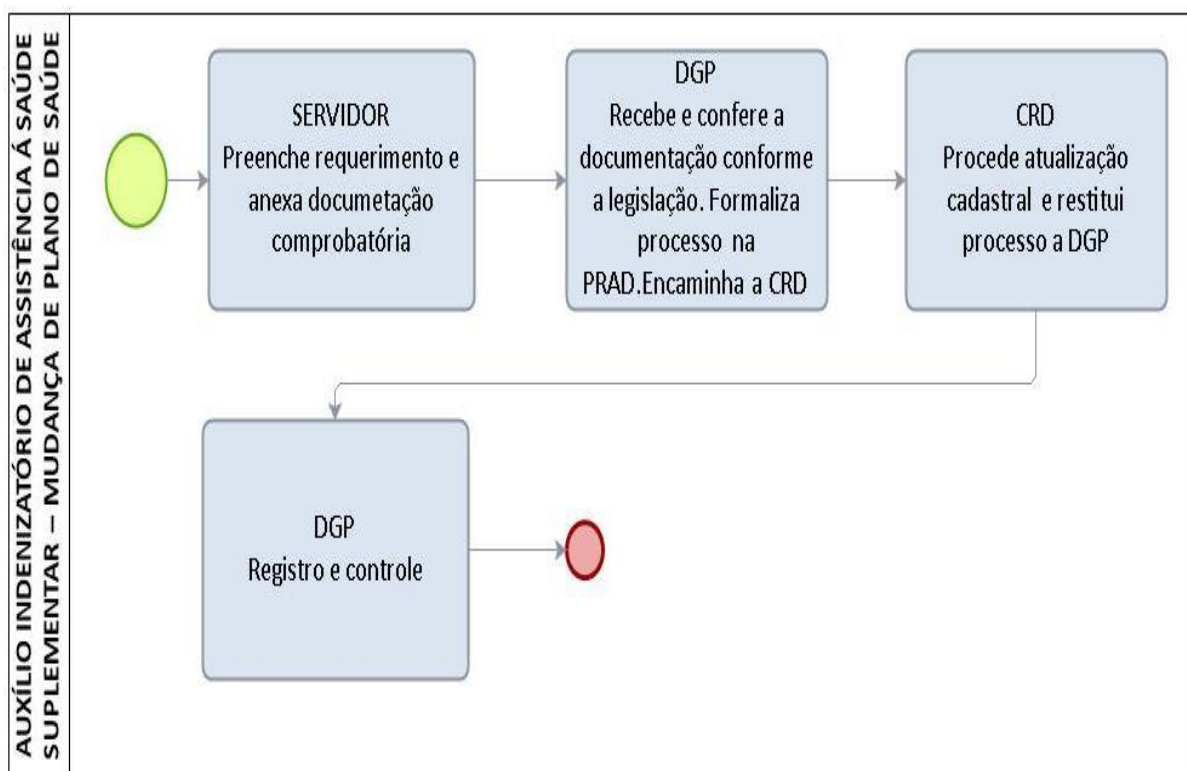 AUXÍLIO INDENIZATÓRIO DE ASSISTÊNCIA Á SAÚDE
SUPLEMENTAR – MUDANÇA DE PLANO DE SAÚDE
SERVIDOR
Preenche requerimento e
anexa documetação
comprobatória
DGP
Recebe e confere a
documentação conforme
a legislação. Formaliza
processo na
PRAD.Encaminha a CRD
CRD
Procede atualização
cadastral e restitui
processo a DGP
DGP
Registro e controle